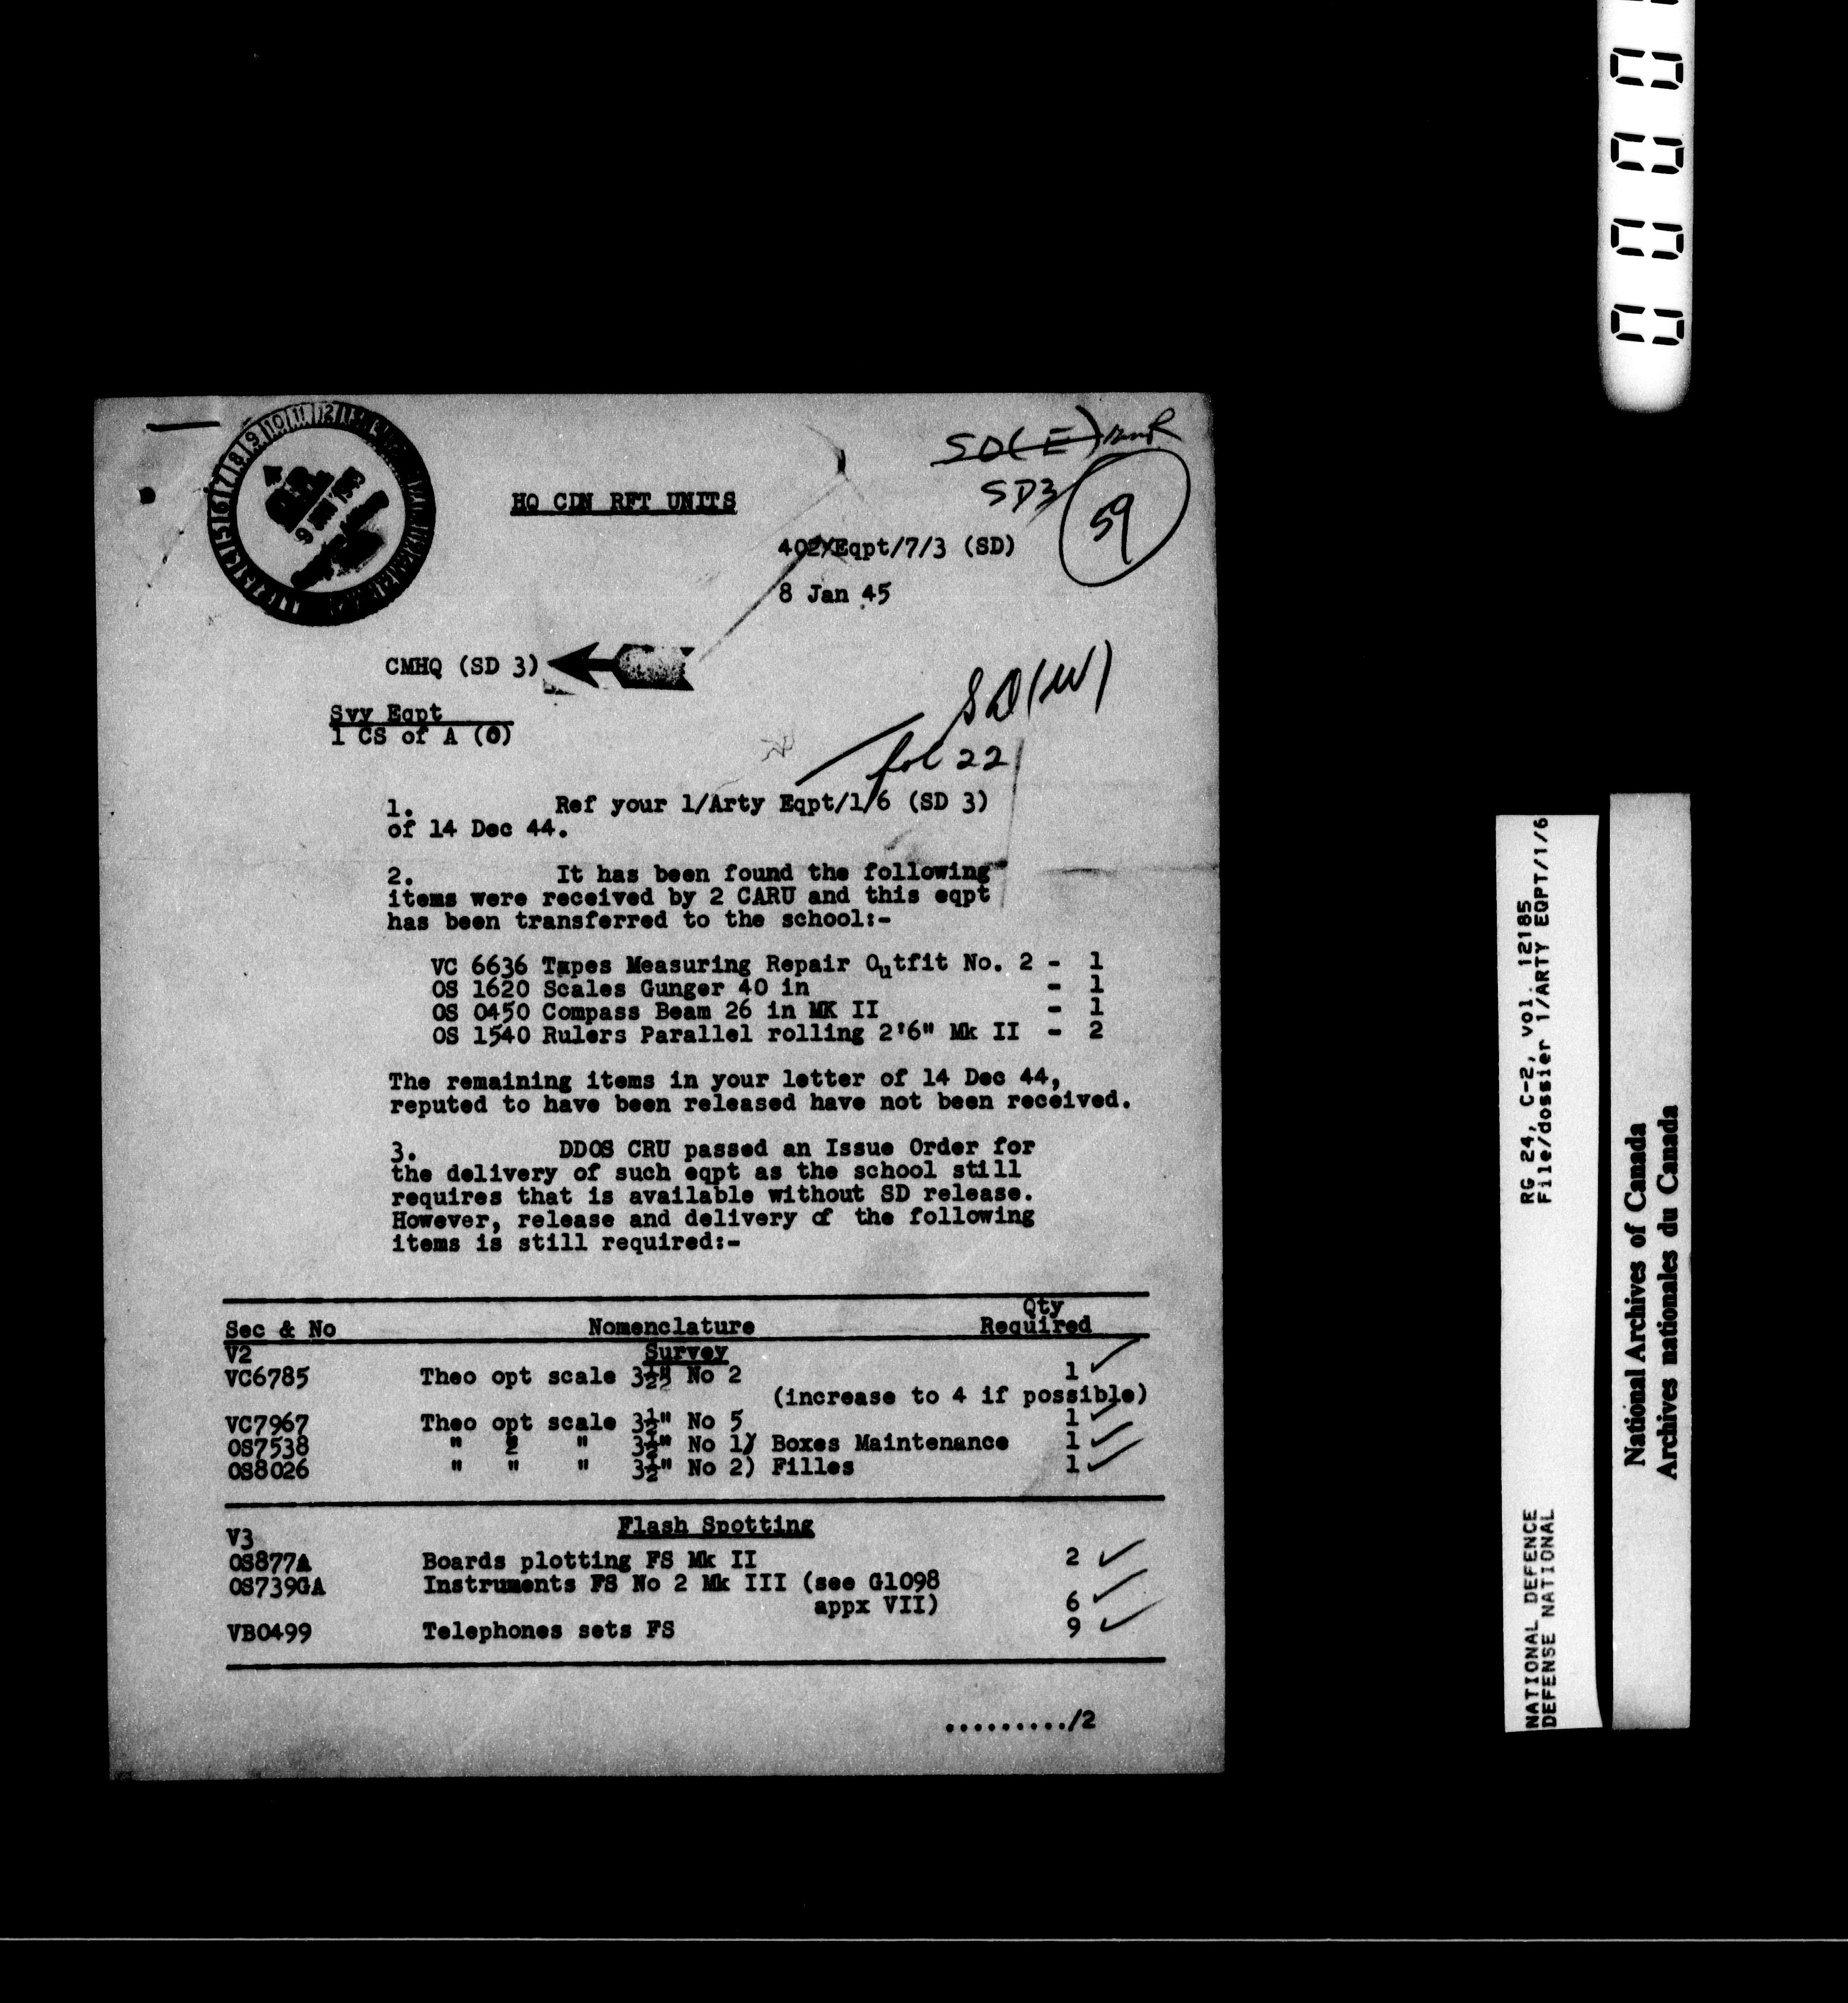 SD(E)
SD3
59
HQ CDN RFT UNITS
402/Eqpt/7/3 (SD)
8 Jan 45
9 JAN 1945
CMHQ (SD 3)
SD(W)
fol 22
Svy Eqpt
1 CS of A (O)
1. Ref your 1/Arty Eqpt/1/6 (SD 3)
of 14 Dec 44.
2. It has been found the following
items were received by 2 CARU and this eqpt
has been transferred to the school:-
VC 6636 Tapes Measuring Repair Outfit No. 2 - 1
OS 1620 Scales Gunger 40 in - 1
OS 0450 Compass Beam 26 in MK II - 1
OS 1540 Rulers Parallel rolling 2'6" Mk II - 2
The remaining items in your letter of 14 Dec 44,
reputed to have been released have not been received.
3. DDOS CRU passed an Issue Order for
the delivery of such eqpt as the school still
requires that is available without SD release.
However, release and delivery of the following
items is still required:-
Qty
Sec & No Nomenclature Required
V2 Survey
VC6785 Theo opt scale 3½" No 2 1
(increase to 4 if possible)
VC7967 Theo opt scale 3½" No 5 1
OS7538 " " " 3½" No 1) Boxes Maintenance 1
OS8026 " " " 3½" No 2) Filles 1
Flash Spotting
V3
OS877A Boards plotting FS Mk II 2
OS739GA Instruments FS No 2 Mk III (see G1098
appx VII) 6
VB0499 Telephones sets FS 9
........./2
RG 24, C-2, vol. 12185
File/dossier 1/ARTY EQPT/1/6
NATIONAL DEFENCE
DEFENSE NATIONAL
National Archives of Canada
Archives nationales du Canada